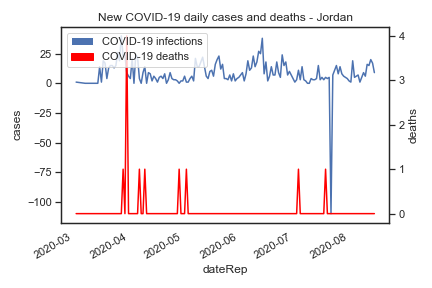 New COVID-19 daily cases and deaths - Jordan
COVID-19 infections
COVID-19 deaths
25
0
−25
−50
−75
−100
cases
4
3
2
1
0
deaths
2020-03
2020-04
2020-05
2020-06
2020-07
2020-08
dateRep